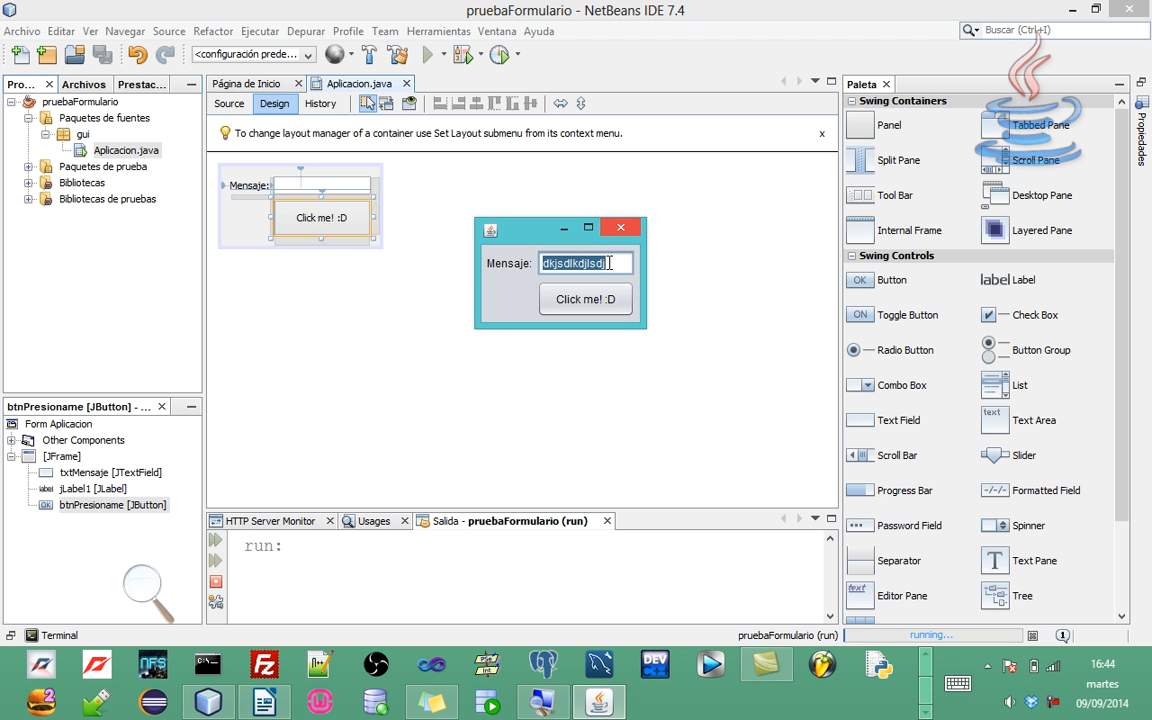 pruebaFormulario - NetBeans IDE 7.4
Archivo Editar Ver Navegar Source Refactor Ejecutar Depurar Profile Team Herramientas Ventana Ayuda
Buscar (Ctrl+I)
<configuración prede...
Pro... Archivos Prestac...
Página de Inicio Aplicacion.java
Paleta
pruebaFormulario
Paquetes de fuentes
gui
Aplicacion.java
Paquetes de prueba
Bibliotecas
Bibliotecas de pruebas
Source Design History
To change layout manager of a container use Set Layout submenu from its context menu.
x
Mensaje:
Click me! :D
Mensaje: dkjsdlkdjlsdj
Click me! :D
Swing Containers
Panel Tabbed Pane
Split Pane Scroll Pane
Tool Bar Desktop Pane
Internal Frame Layered Pane
Swing Controls
OK Button label Label
ON Toggle Button Check Box
Radio Button Button Group
Combo Box List
Text Field text Text Area
Scroll Bar Slider
Progress Bar Formatted Field
Password Field Spinner
Separator T Text Pane
text Editor Pane Tree
Propiedades
btnPresioname [JButton] - ...
Form Aplicacion
Other Components
[JFrame]
txtMensaje [JTextField]
label jLabel1 [JLabel]
OK btnPresioname [JButton]
HTTP Server Monitor Usages Salida - pruebaFormulario (run)
run:
Terminal
pruebaFormulario (run) running... 1
NFS
DEV C++
16:44
martes
09/09/2014
2